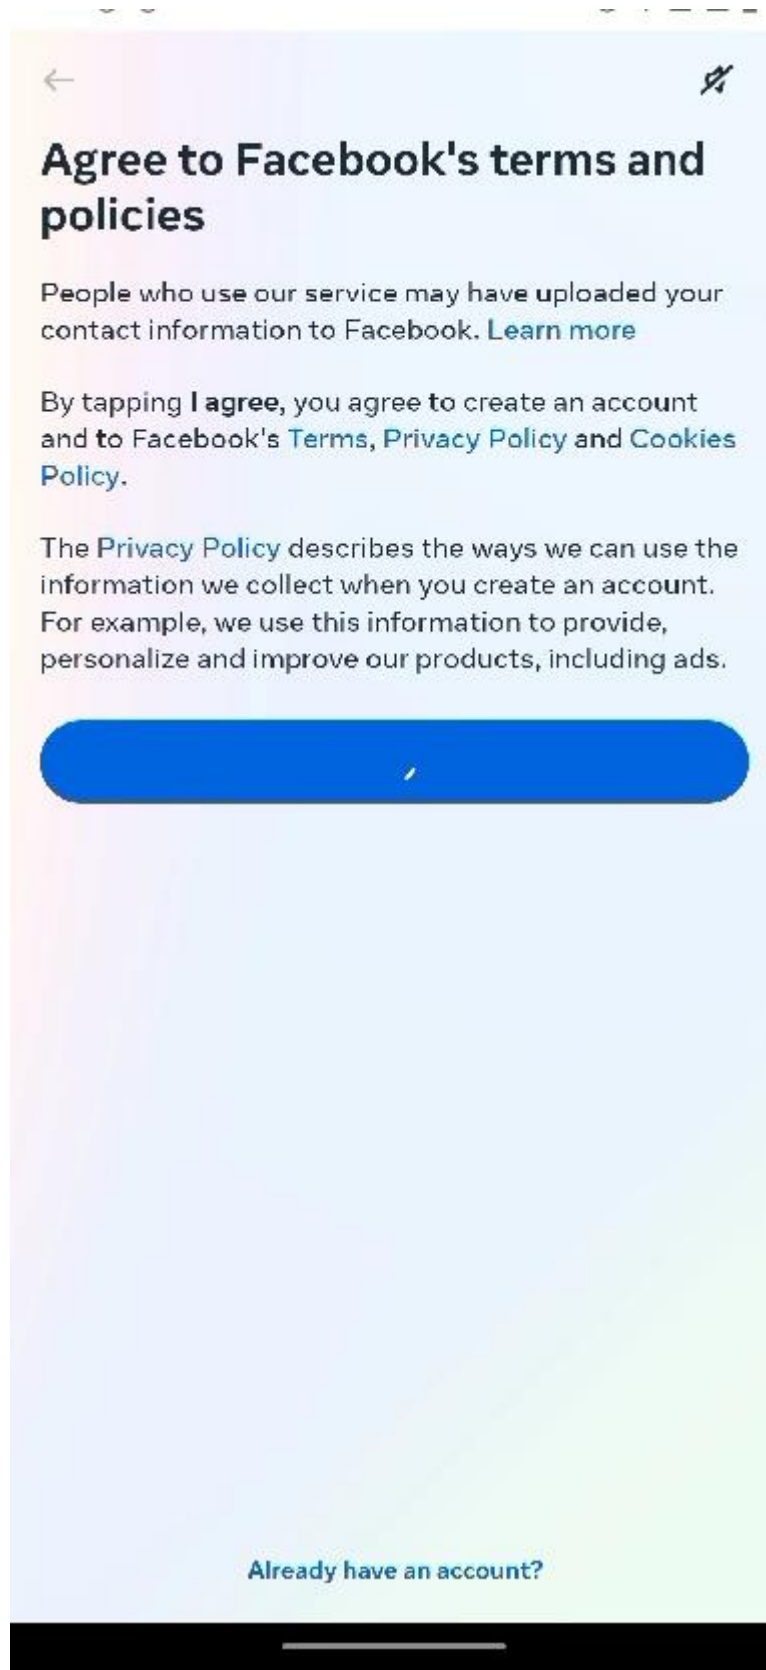 Agree to Facebook's terms and
policies
People who use our service may have uploaded your
contact information to Facebook. Learn more
By tapping I agree, you agree to create an account
and to Facebook's Terms, Privacy Policy and Cookies
Policy.
The Privacy Policy describes the ways we can use the
information we collect when you create an account.
For example, we use this information to provide,
personalize and improve our products, including ads.
Already have an account?